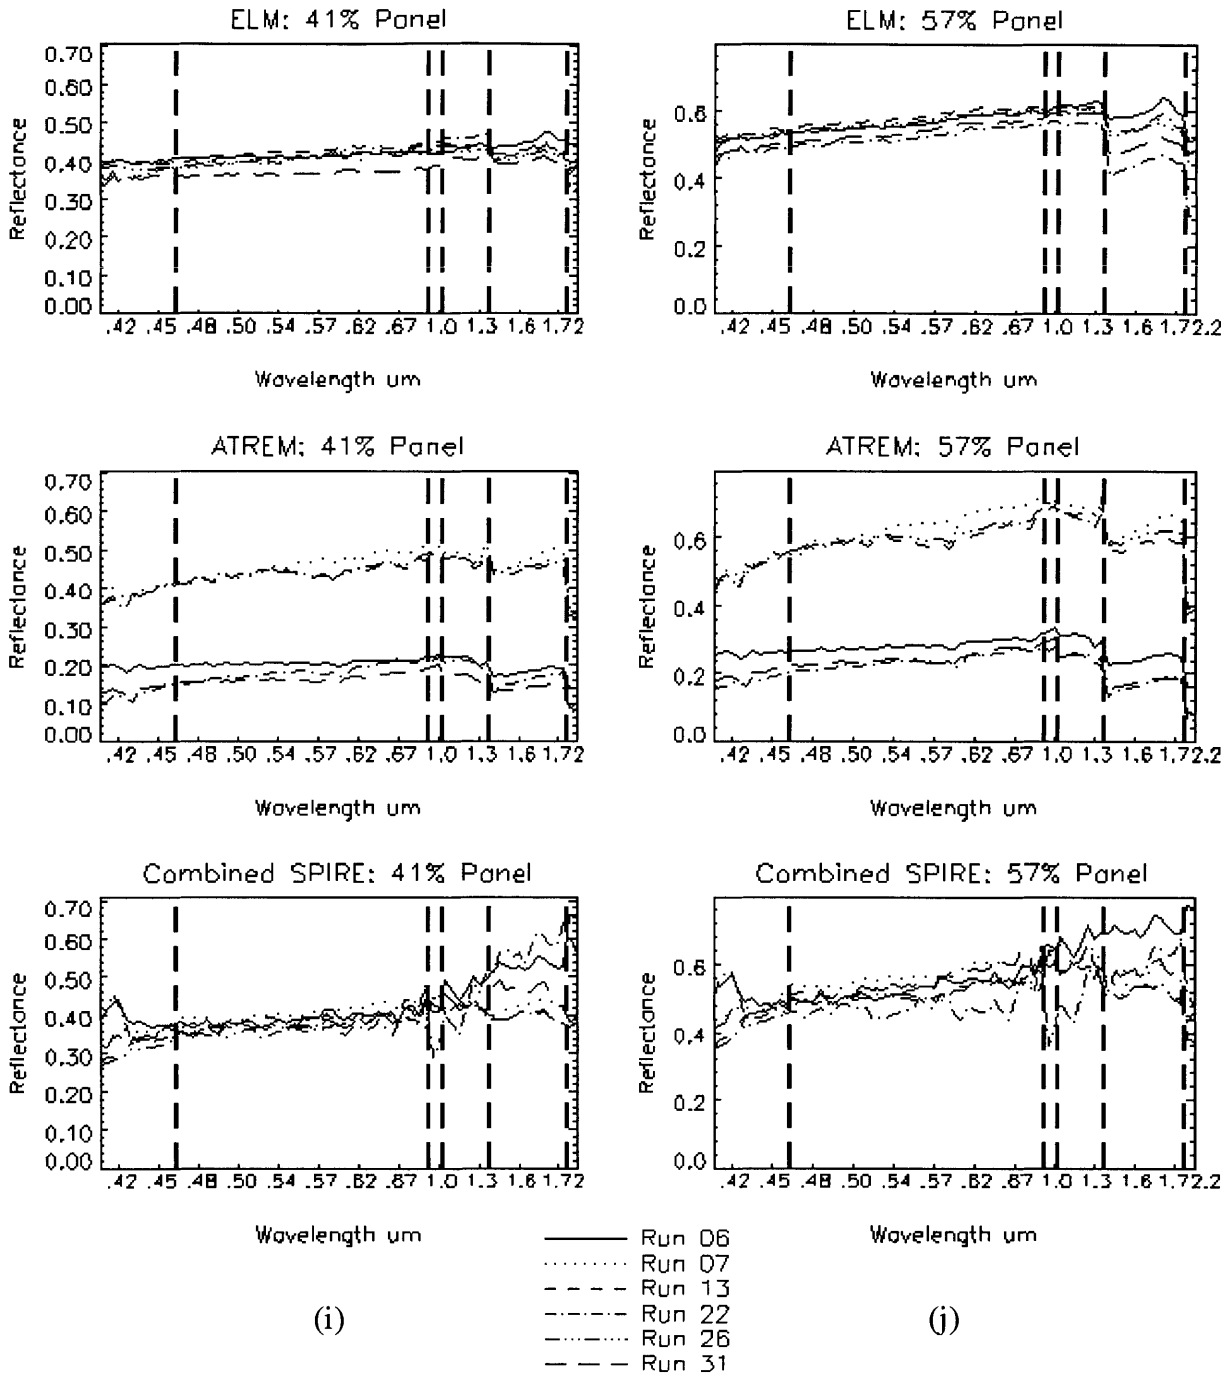 ELM: 41% Panel
0.70
0.60
0.50
0.40
0.30
0.20
0.10
0.00
Reflectance
.42 .45 .48 .50 .54 .57 .62 .67 1.0 1.3 1.6 1.72
Wavelength um
ELM: 57% Panel
0.6
0.4
0.2
0.0
Reflectance
.42 .45 .48 .50 .54 .57 .62 .67 1.0 1.3 1.6 1.72.2
Wavelength um
ATREM: 41% Panel
0.70
0.60
0.50
0.40
0.30
0.20
0.10
0.00
Reflectance
.42 .45 .48 .50 .54 .57 .62 .67 1.0 1.3 1.6 1.72
Wavelength um
ATREM: 57% Panel
0.6
0.4
0.2
0.0
Reflectance
.42 .45 .48 .50 .54 .57 .62 .67 1.0 1.3 1.6 1.72.2
Wavelength um
Combined SPIRE: 41% Panel
0.70
0.60
0.50
0.40
0.30
0.20
0.10
0.00
Reflectance
.42 .45 .48 .50 .54 .57 .62 .67 1.0 1.3 1.6 1.72
Wavelength um
Combined SPIRE: 57% Panel
0.6
0.4
0.2
0.0
Reflectance
.42 .45 .48 .50 .54 .57 .62 .67 1.0 1.3 1.6 1.72.2
Wavelength um
Run 06
Run 07
Run 13
Run 22
Run 26
Run 31
(i)
(j)